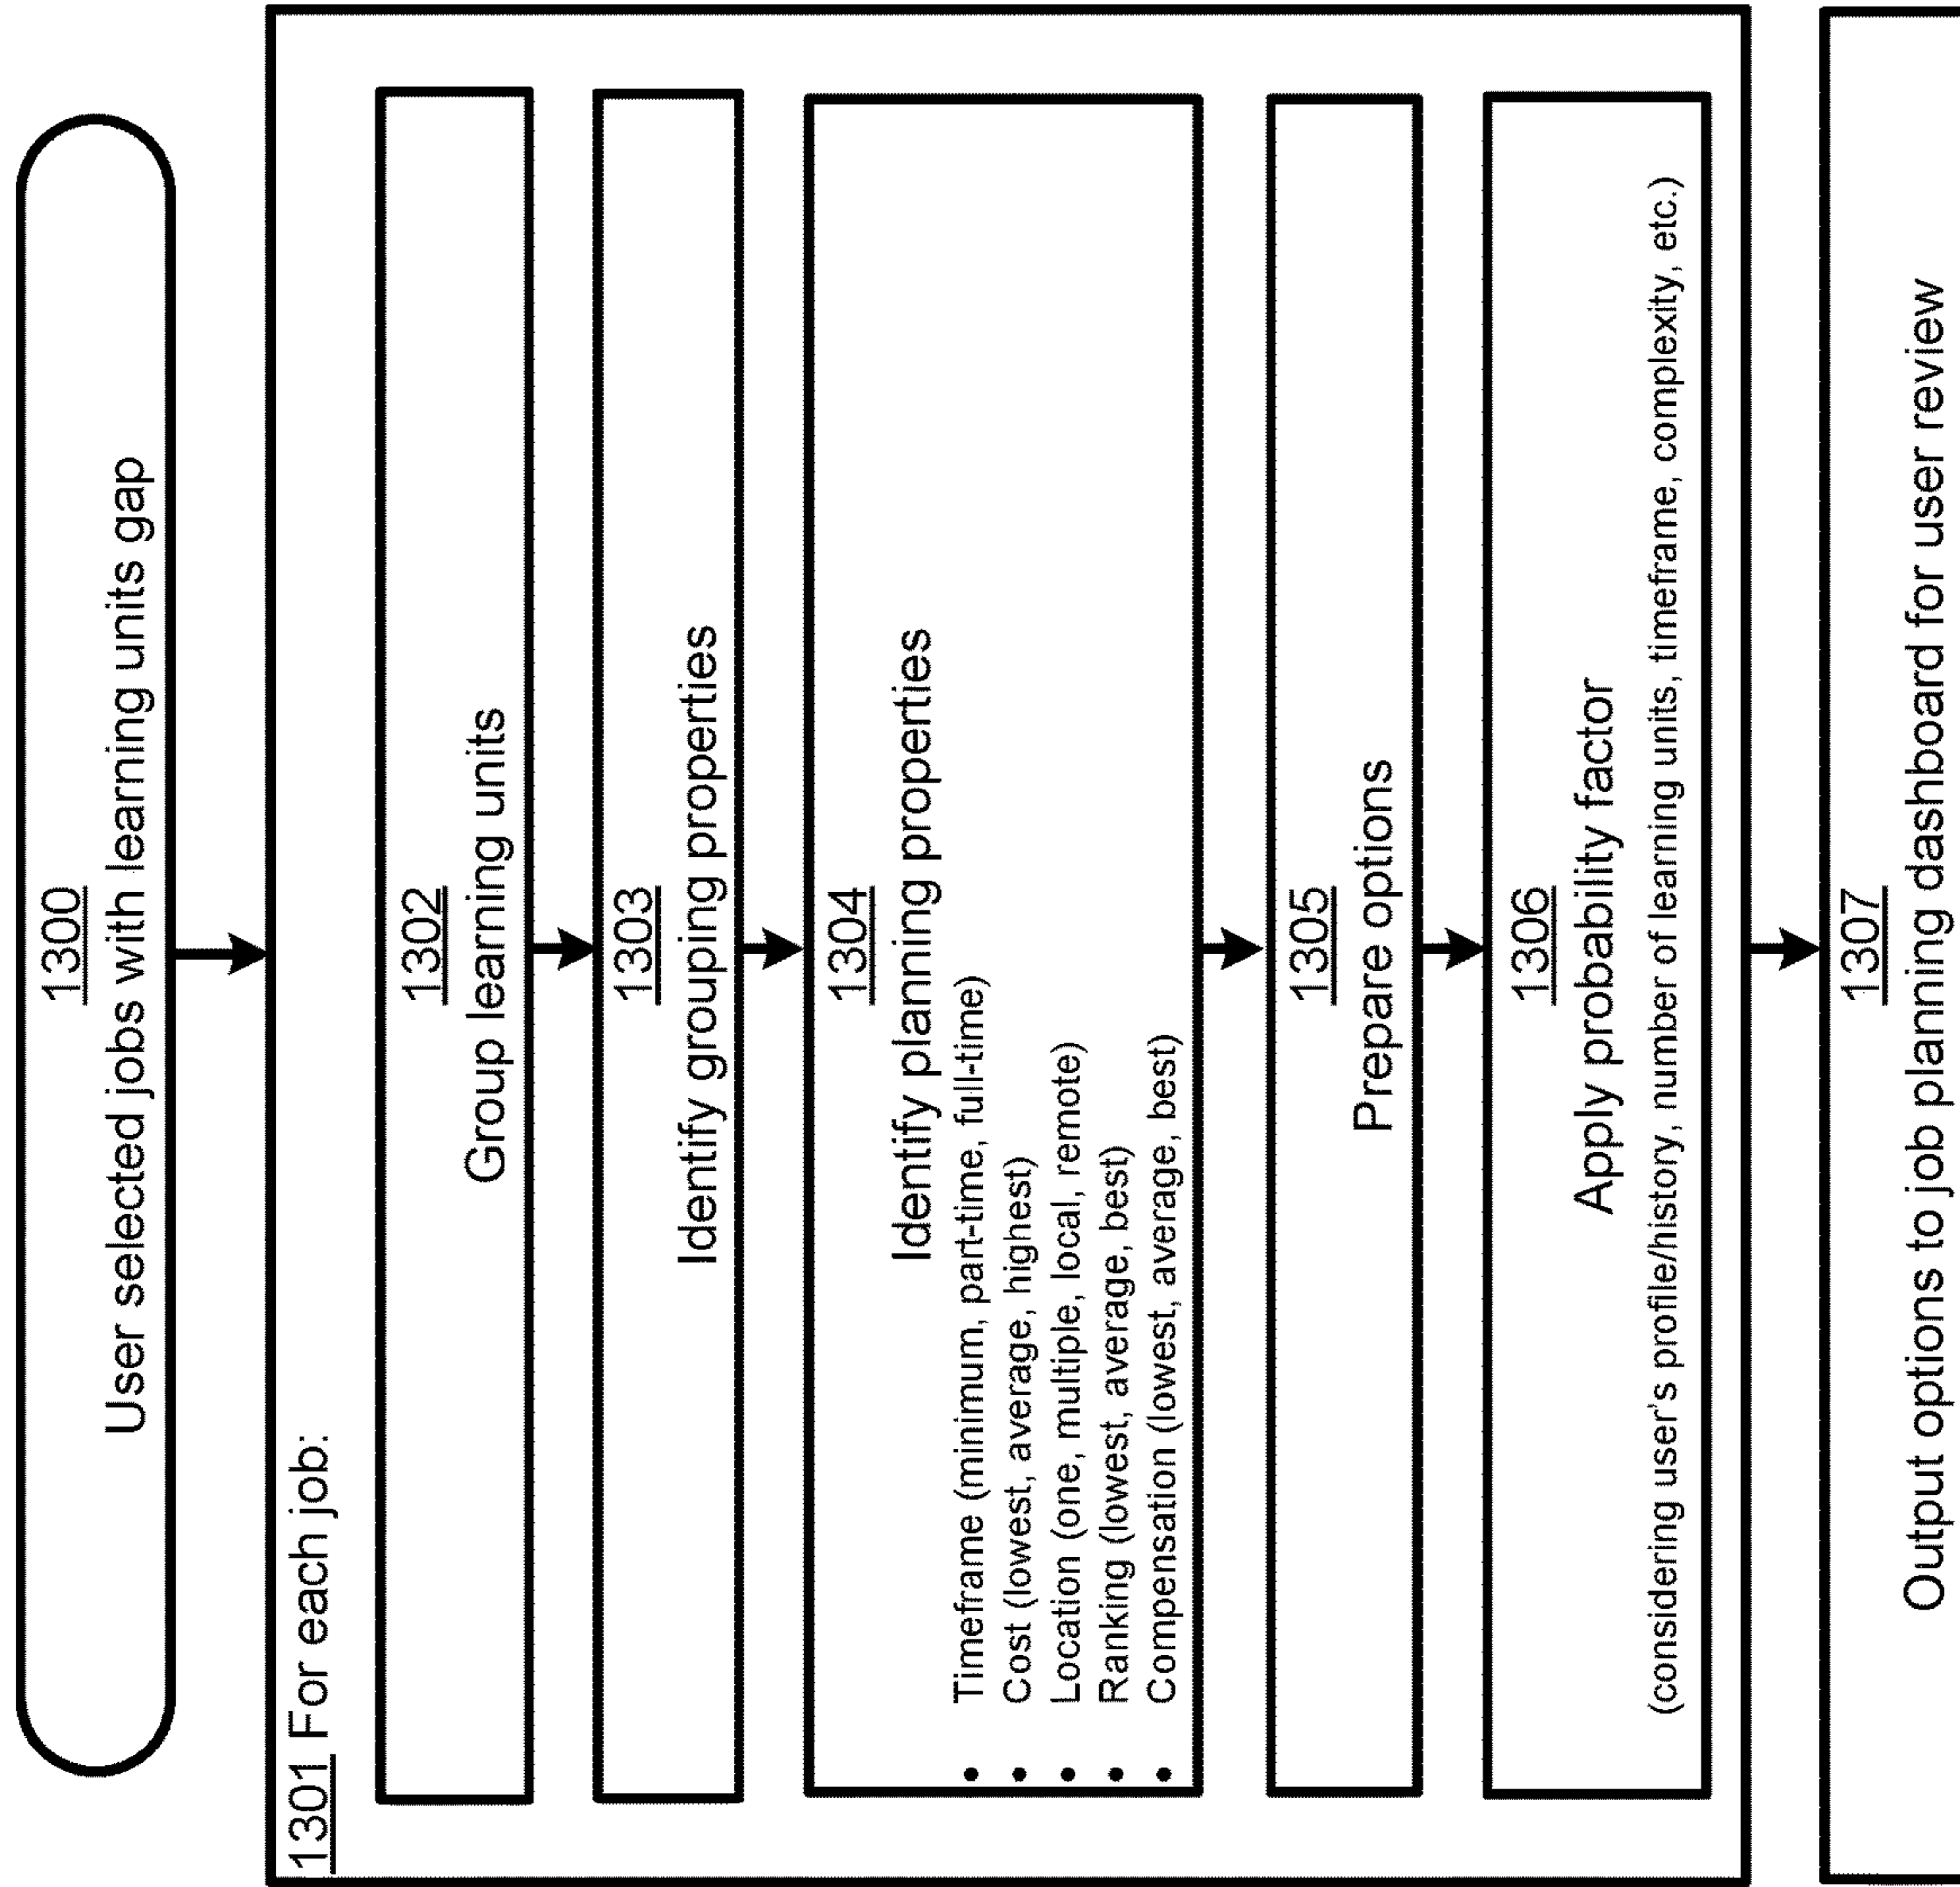 1300
User selected jobs with learning units gap
1301 For each job:
1302
Group learning units
1303
Identify grouping properties
1304
Identify planning properties
• Timeframe (minimum, part-time, full-time)
• Cost (lowest, average, highest)
• Location (one, multiple, local, remote)
• Ranking (lowest, average, best)
• Compensation (lowest, average, best)
1305
Prepare options
1306
Apply probability factor
(considering user's profile/history, number of learning units, timeframe, complexity, etc.)
1307
Output options to job planning dashboard for user review